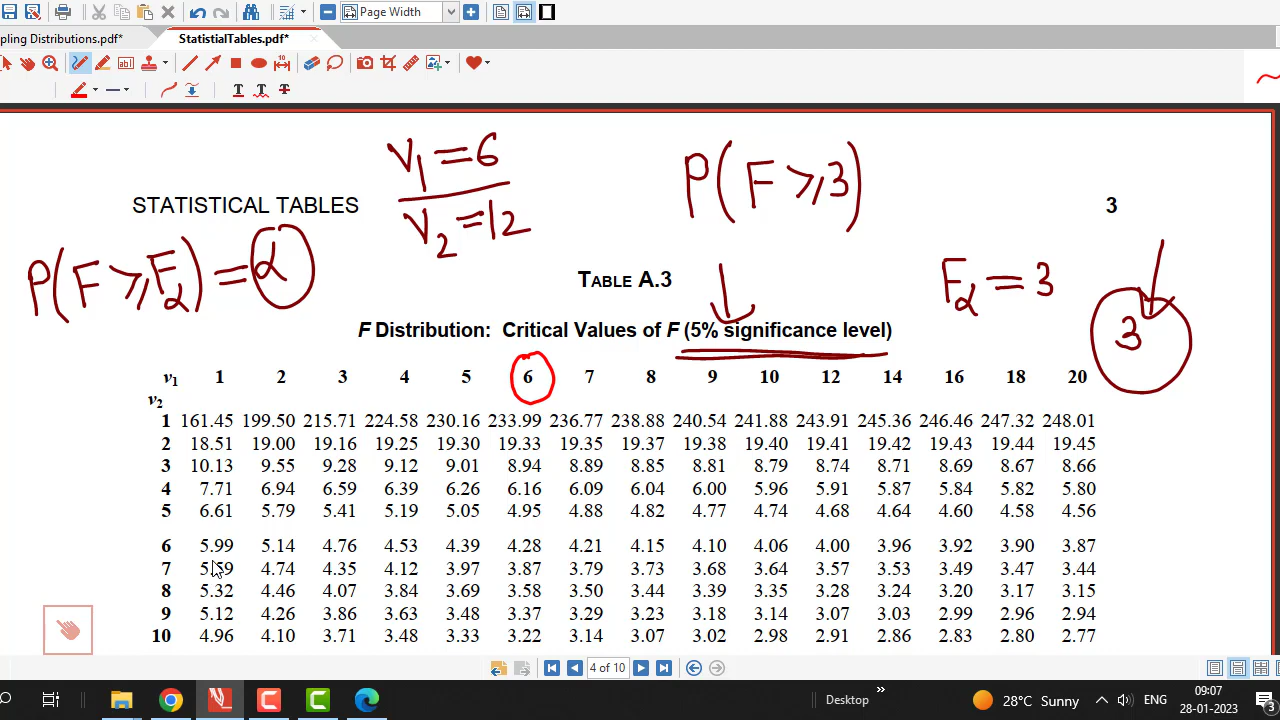 Page Width
pling Distributions.pdf*
StatistialTables.pdf*
10
v1 = 6
v2 = 12
P(F ⩾ 3)
STATISTICAL TABLES
3
P(F ⩾ Fα) = α
TABLE A.3
Fα = 3
3
F Distribution: Critical Values of F (5% significance level)
v1 1 2 3 4 5 6 7 8 9 10 12 14 16 18 20
v2
1 161.45 199.50 215.71 224.58 230.16 233.99 236.77 238.88 240.54 241.88 243.91 245.36 246.46 247.32 248.01
2 18.51 19.00 19.16 19.25 19.30 19.33 19.35 19.37 19.38 19.40 19.41 19.42 19.43 19.44 19.45
3 10.13 9.55 9.28 9.12 9.01 8.94 8.89 8.85 8.81 8.79 8.74 8.71 8.69 8.67 8.66
4 7.71 6.94 6.59 6.39 6.26 6.16 6.09 6.04 6.00 5.96 5.91 5.87 5.84 5.82 5.80
5 6.61 5.79 5.41 5.19 5.05 4.95 4.88 4.82 4.77 4.74 4.68 4.64 4.60 4.58 4.56
6 5.99 5.14 4.76 4.53 4.39 4.28 4.21 4.15 4.10 4.06 4.00 3.96 3.92 3.90 3.87
7 5.59 4.74 4.35 4.12 3.97 3.87 3.79 3.73 3.68 3.64 3.57 3.53 3.49 3.47 3.44
8 5.32 4.46 4.07 3.84 3.69 3.58 3.50 3.44 3.39 3.35 3.28 3.24 3.20 3.17 3.15
9 5.12 4.26 3.86 3.63 3.48 3.37 3.29 3.23 3.18 3.14 3.07 3.03 2.99 2.96 2.94
10 4.96 4.10 3.71 3.48 3.33 3.22 3.14 3.07 3.02 2.98 2.91 2.86 2.83 2.80 2.77
4 of 10
Desktop
28°C Sunny
ENG
09:07
28-01-2023
3